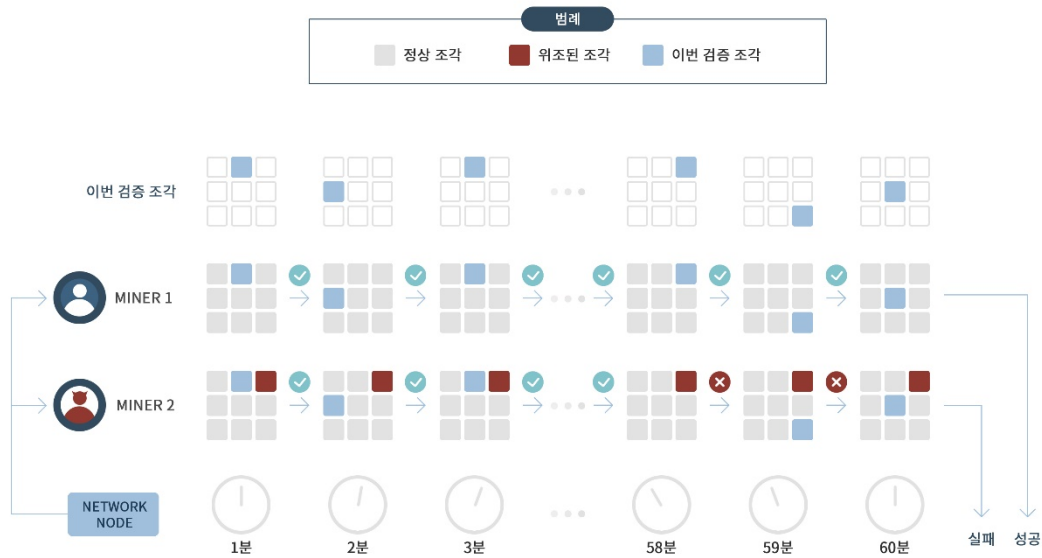 범례
정상 조각
위조된 조각
이번 검증 조각
이번 검증 조각
MINER 1
MINER 2
NETWORK
NODE
1분
2분
3분
58분
59분
60분
실패
성공